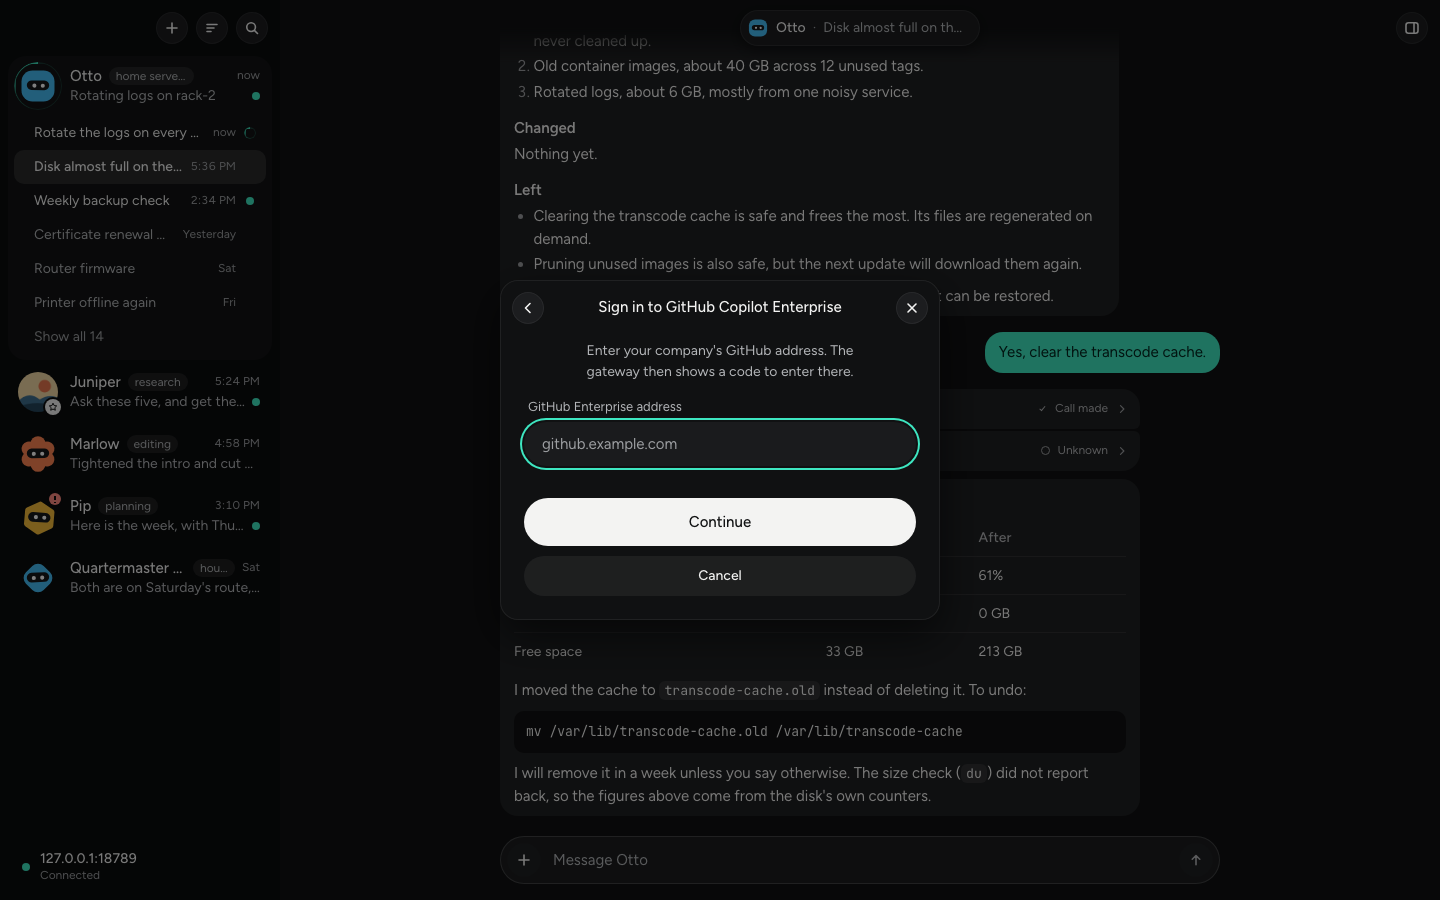 Otto · Disk almost full on th...
Otto home serve... now
Rotating logs on rack-2
Rotate the logs on every ... now
Disk almost full on the... 5:36 PM
Weekly backup check 2:34 PM
Certificate renewal ... Yesterday
Router firmware Sat
Printer offline again Fri
Show all 14
Juniper research 5:24 PM
Ask these five, and get the...
Marlow editing 4:58 PM
Tightened the intro and cut ...
Pip planning 3:10 PM
Here is the week, with Thu...
Quartermaster ... hou... Sat
Both are on Saturday's route,...
127.0.0.1:18789
Connected
never cleaned up.
2. Old container images, about 40 GB across 12 unused tags.
3. Rotated logs, about 6 GB, mostly from one noisy service.
Changed
Nothing yet.
Left
• Clearing the transcode cache is safe and frees the most. Its files are regenerated on
demand.
• Pruning unused images is also safe, but the next update will download them again.
can be restored.
Yes, clear the transcode cache.
Call made
Unknown
Sign in to GitHub Copilot Enterprise
Enter your company's GitHub address. The
gateway then shows a code to enter there.
GitHub Enterprise address
github.example.com
Continue
Cancel
After
61%
0 GB
Free space 33 GB 213 GB
I moved the cache to transcode-cache.old instead of deleting it. To undo:
mv /var/lib/transcode-cache.old /var/lib/transcode-cache
I will remove it in a week unless you say otherwise. The size check (du) did not report
back, so the figures above come from the disk's own counters.
Message Otto